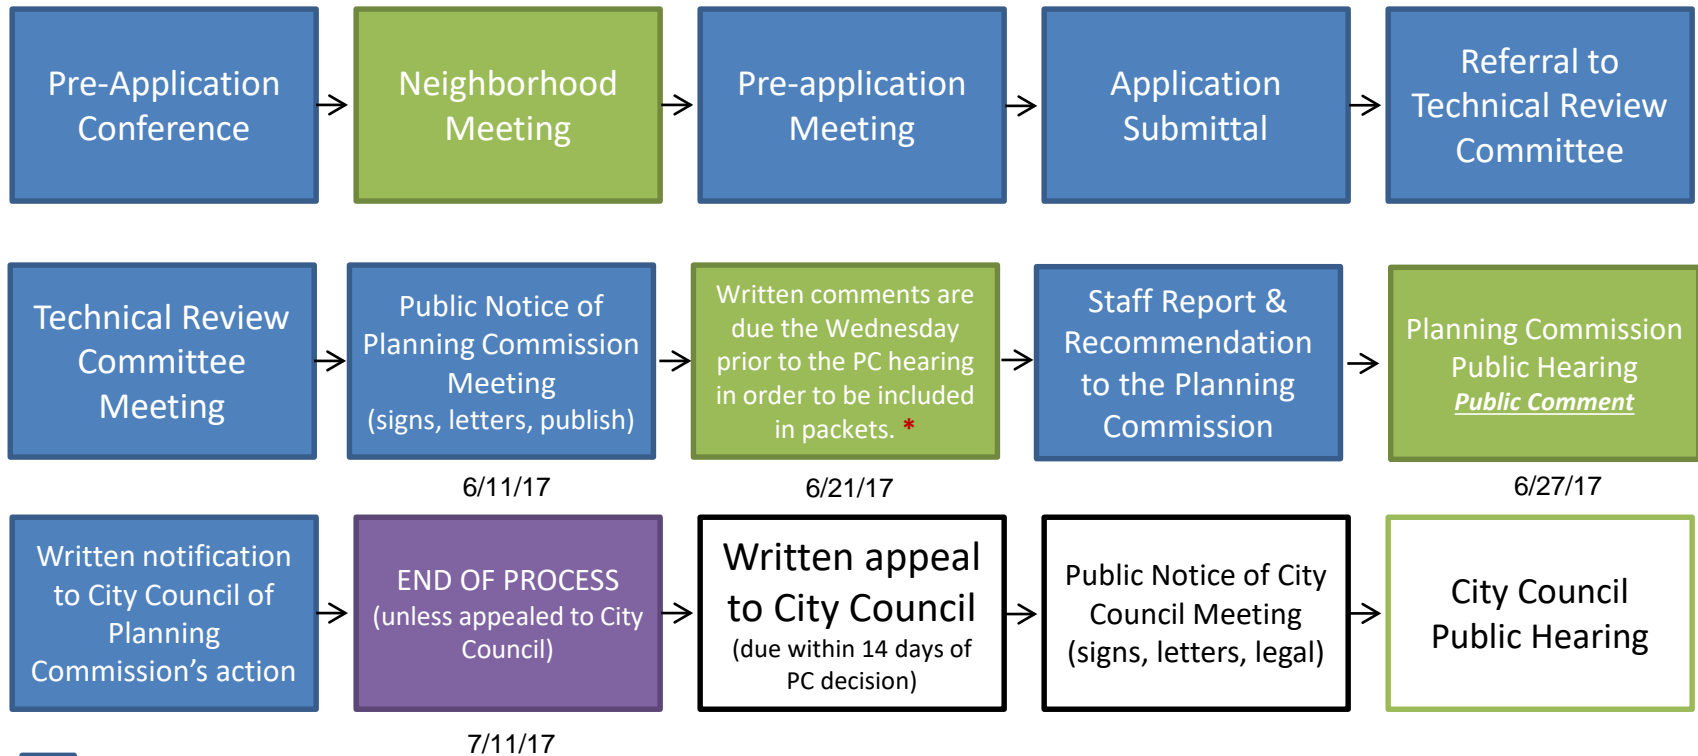 Pre-Application
Conference
Neighborhood
Meeting
Pre-application
Meeting
Application
Submittal
Referral to
Technical Review
Committee
Technical Review
Committee
Meeting
Public Notice of
Planning Commission
Meeting
(signs, letters, publish)
6/11/17
Written comments are
due the Wednesday
prior to the PC hearing
in order to be included
in packets. *
6/21/17
Staff Report &
Recommendation
to the Planning
Commission
Planning Commission
Public Hearing
Public Comment
6/27/17
Written notification
to City Council of
Planning
Commission’s action
END OF PROCESS
(unless appealed to City
Council)
7/11/17
Written appeal
to City Council
(due within 14 days of
PC decision)
Public Notice of City
Council Meeting
(signs, letters, legal)
City Council
Public Hearing